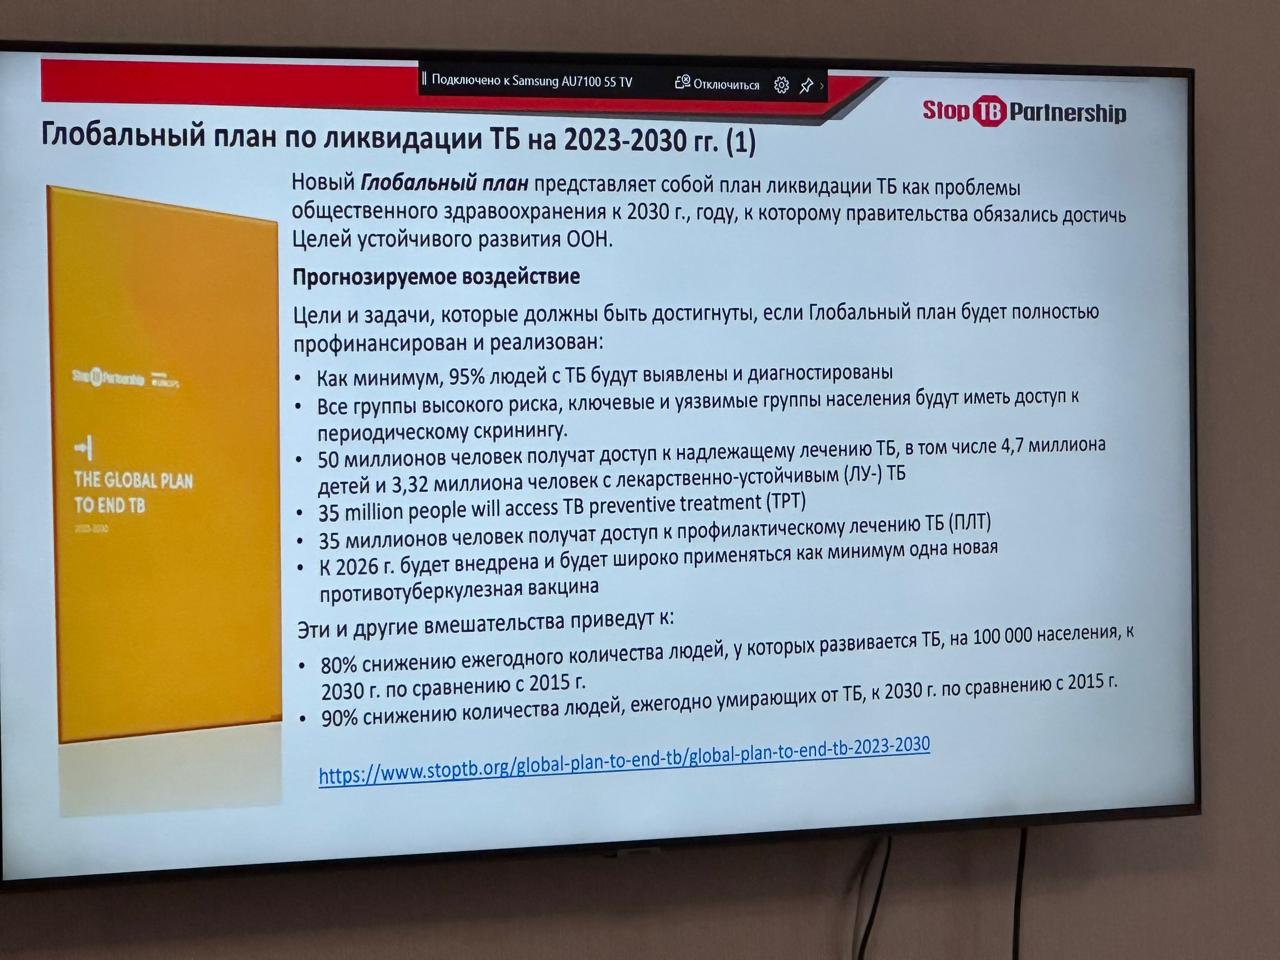 Подключено к Samsung AU7100 55 TV
Отключиться
Stop TB Partnership
Глобальный план по ликвидации ТБ на 2023-2030 гг. (1)
Новый Глобальный план представляет собой план ликвидации ТБ как проблемы
общественного здравоохранения к 2030 г., году, к которому правительства обязались достичь
Целей устойчивого развития ООН.
Прогнозируемое воздействие
Цели и задачи, которые должны быть достигнуты, если Глобальный план будет полностью
профинансирован и реализован:
• Как минимум, 95% людей с ТБ будут выявлены и диагностированы
• Все группы высокого риска, ключевые и уязвимые группы населения будут иметь доступ к
периодическому скринингу.
• 50 миллионов человек получат доступ к надлежащему лечению ТБ, в том числе 4,7 миллиона
детей и 3,32 миллиона человек с лекарственно-устойчивым (ЛУ-) ТБ
• 35 million people will access TB preventive treatment (TPT)
• 35 миллионов человек получат доступ к профилактическому лечению ТБ (ПЛТ)
• К 2026 г. будет внедрена и будет широко применяться как минимум одна новая
противотуберкулезная вакцина
Эти и другие вмешательства приведут к:
• 80% снижению ежегодного количества людей, у которых развивается ТБ, на 100 000 населения, к
2030 г. по сравнению с 2015 г.
• 90% снижению количества людей, ежегодно умирающих от ТБ, к 2030 г. по сравнению с 2015 г.
https://www.stoptb.org/global-plan-to-end-tb/global-plan-to-end-tb-2023-2030
Stop TB Partnership
THE GLOBAL PLAN
TO END TB
2023-2030